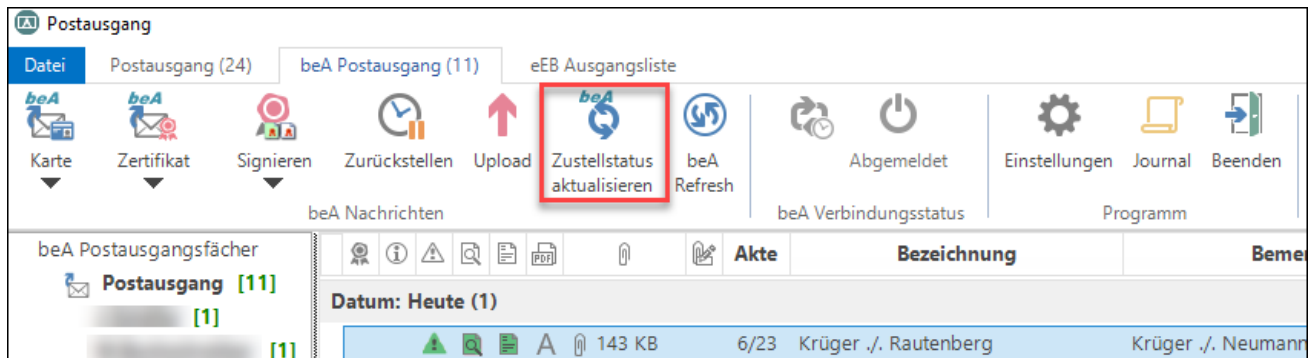 Postausgang
Datei Postausgang (24) beA Postausgang (11) eEB Ausgangsliste
beA beA beA
Karte Zertifikat Signieren Zurückstellen Upload Zustellstatus aktualisieren beA Refresh Abgemeldet Einstellungen Journal Beenden
beA Nachrichten beA Verbindungsstatus Programm
beA Postausgangsfächer PDF Akte Bezeichnung Bemer
Postausgang [11]
Datum: Heute (1)
[1]
A 143 KB 6/23 Krüger ./. Rautenberg Krüger ./. Neumann
[1]